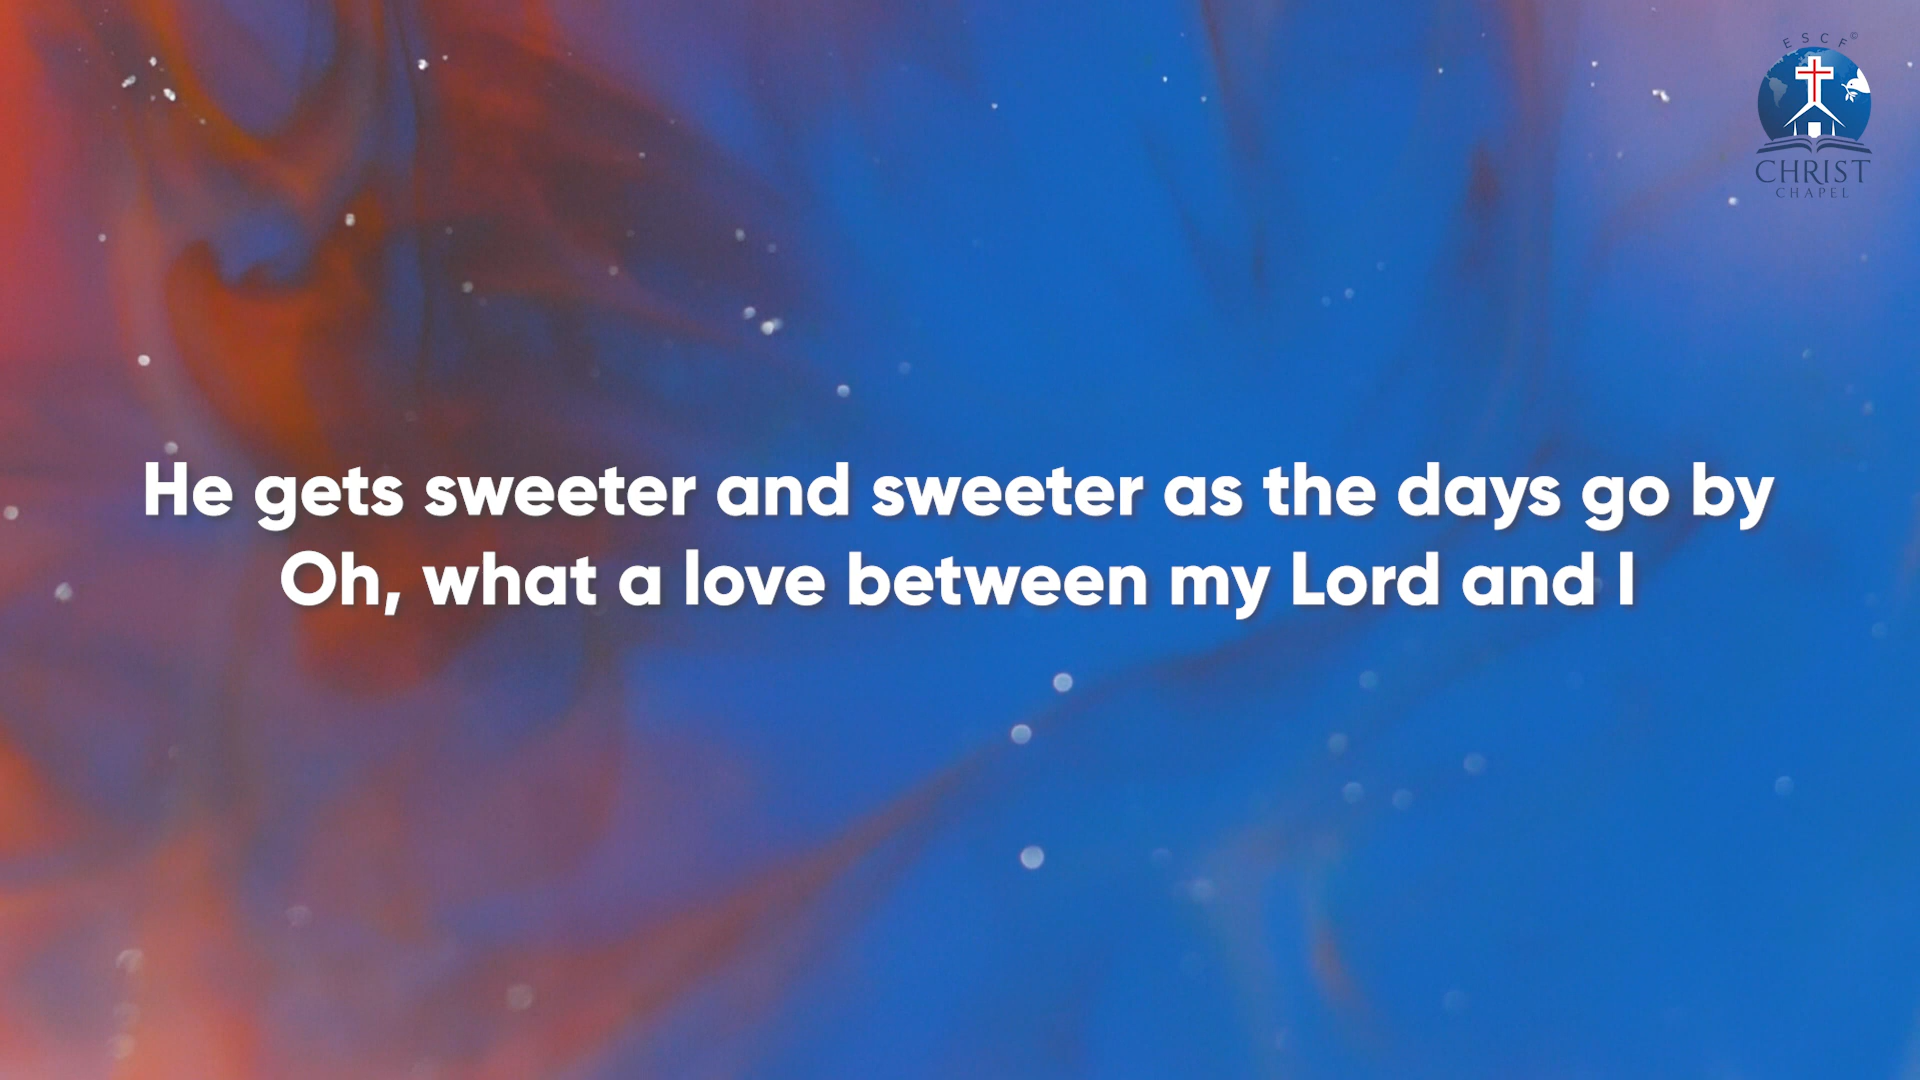 ESCF©
CHRIST
CHAPEL
He gets sweeter and sweeter as the days go by
Oh, what a love between my Lord and I